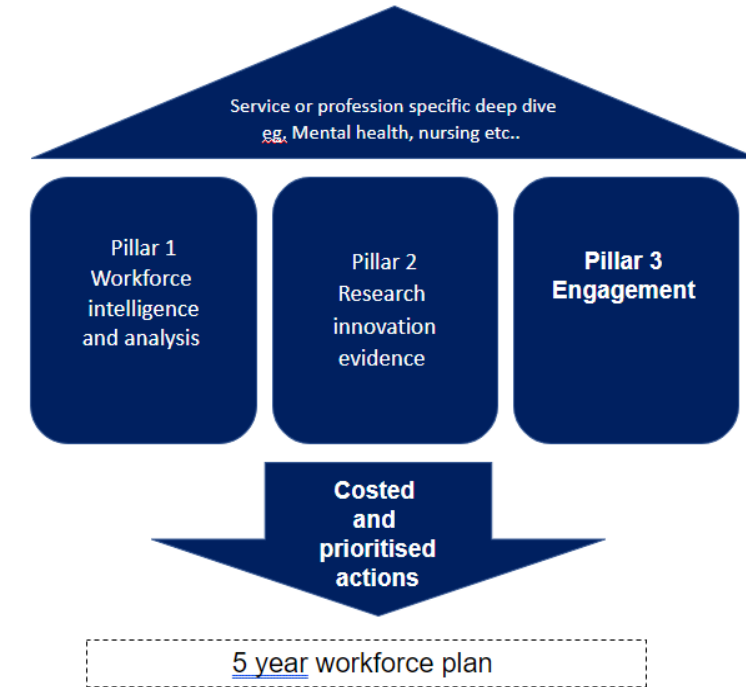 Service or profession specific deep dive
eg. Mental health, nursing etc..
Pillar 1
Workforce
intelligence
and analysis
Pillar 2
Research
innovation
evidence
Pillar 3
Engagement
Costed
and
prioritised
actions
5 year workforce plan